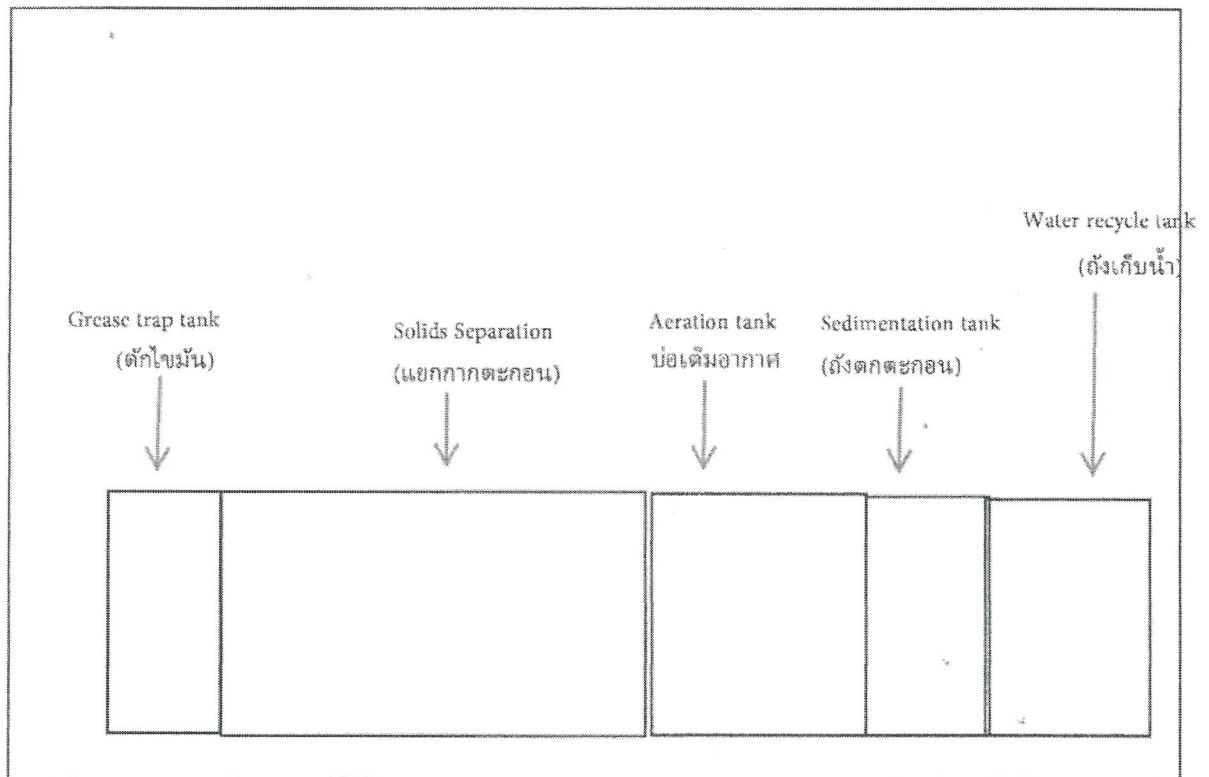 Water recycle tank
(ถังเก็บน้ำ)
Grease trap tank
(ดักไขมัน)
Solids Separation
(แยกกากตะกอน)
Aeration tank
บ่อเติมอากาศ
Sedimentation tank
(ถังตกตะกอน)